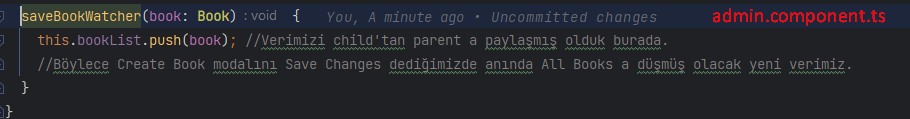 saveBookWatcher(book: Book) : void { You, A minute ago • Uncommitted changes admin.component.ts
this.bookList.push(book); //Verimizi child'tan parent a paylaşmış olduk burada.
//Böylece Create Book modalını Save Changes dediğimizde anında All Books a düşmüş olacak yeni verimiz.
}
}